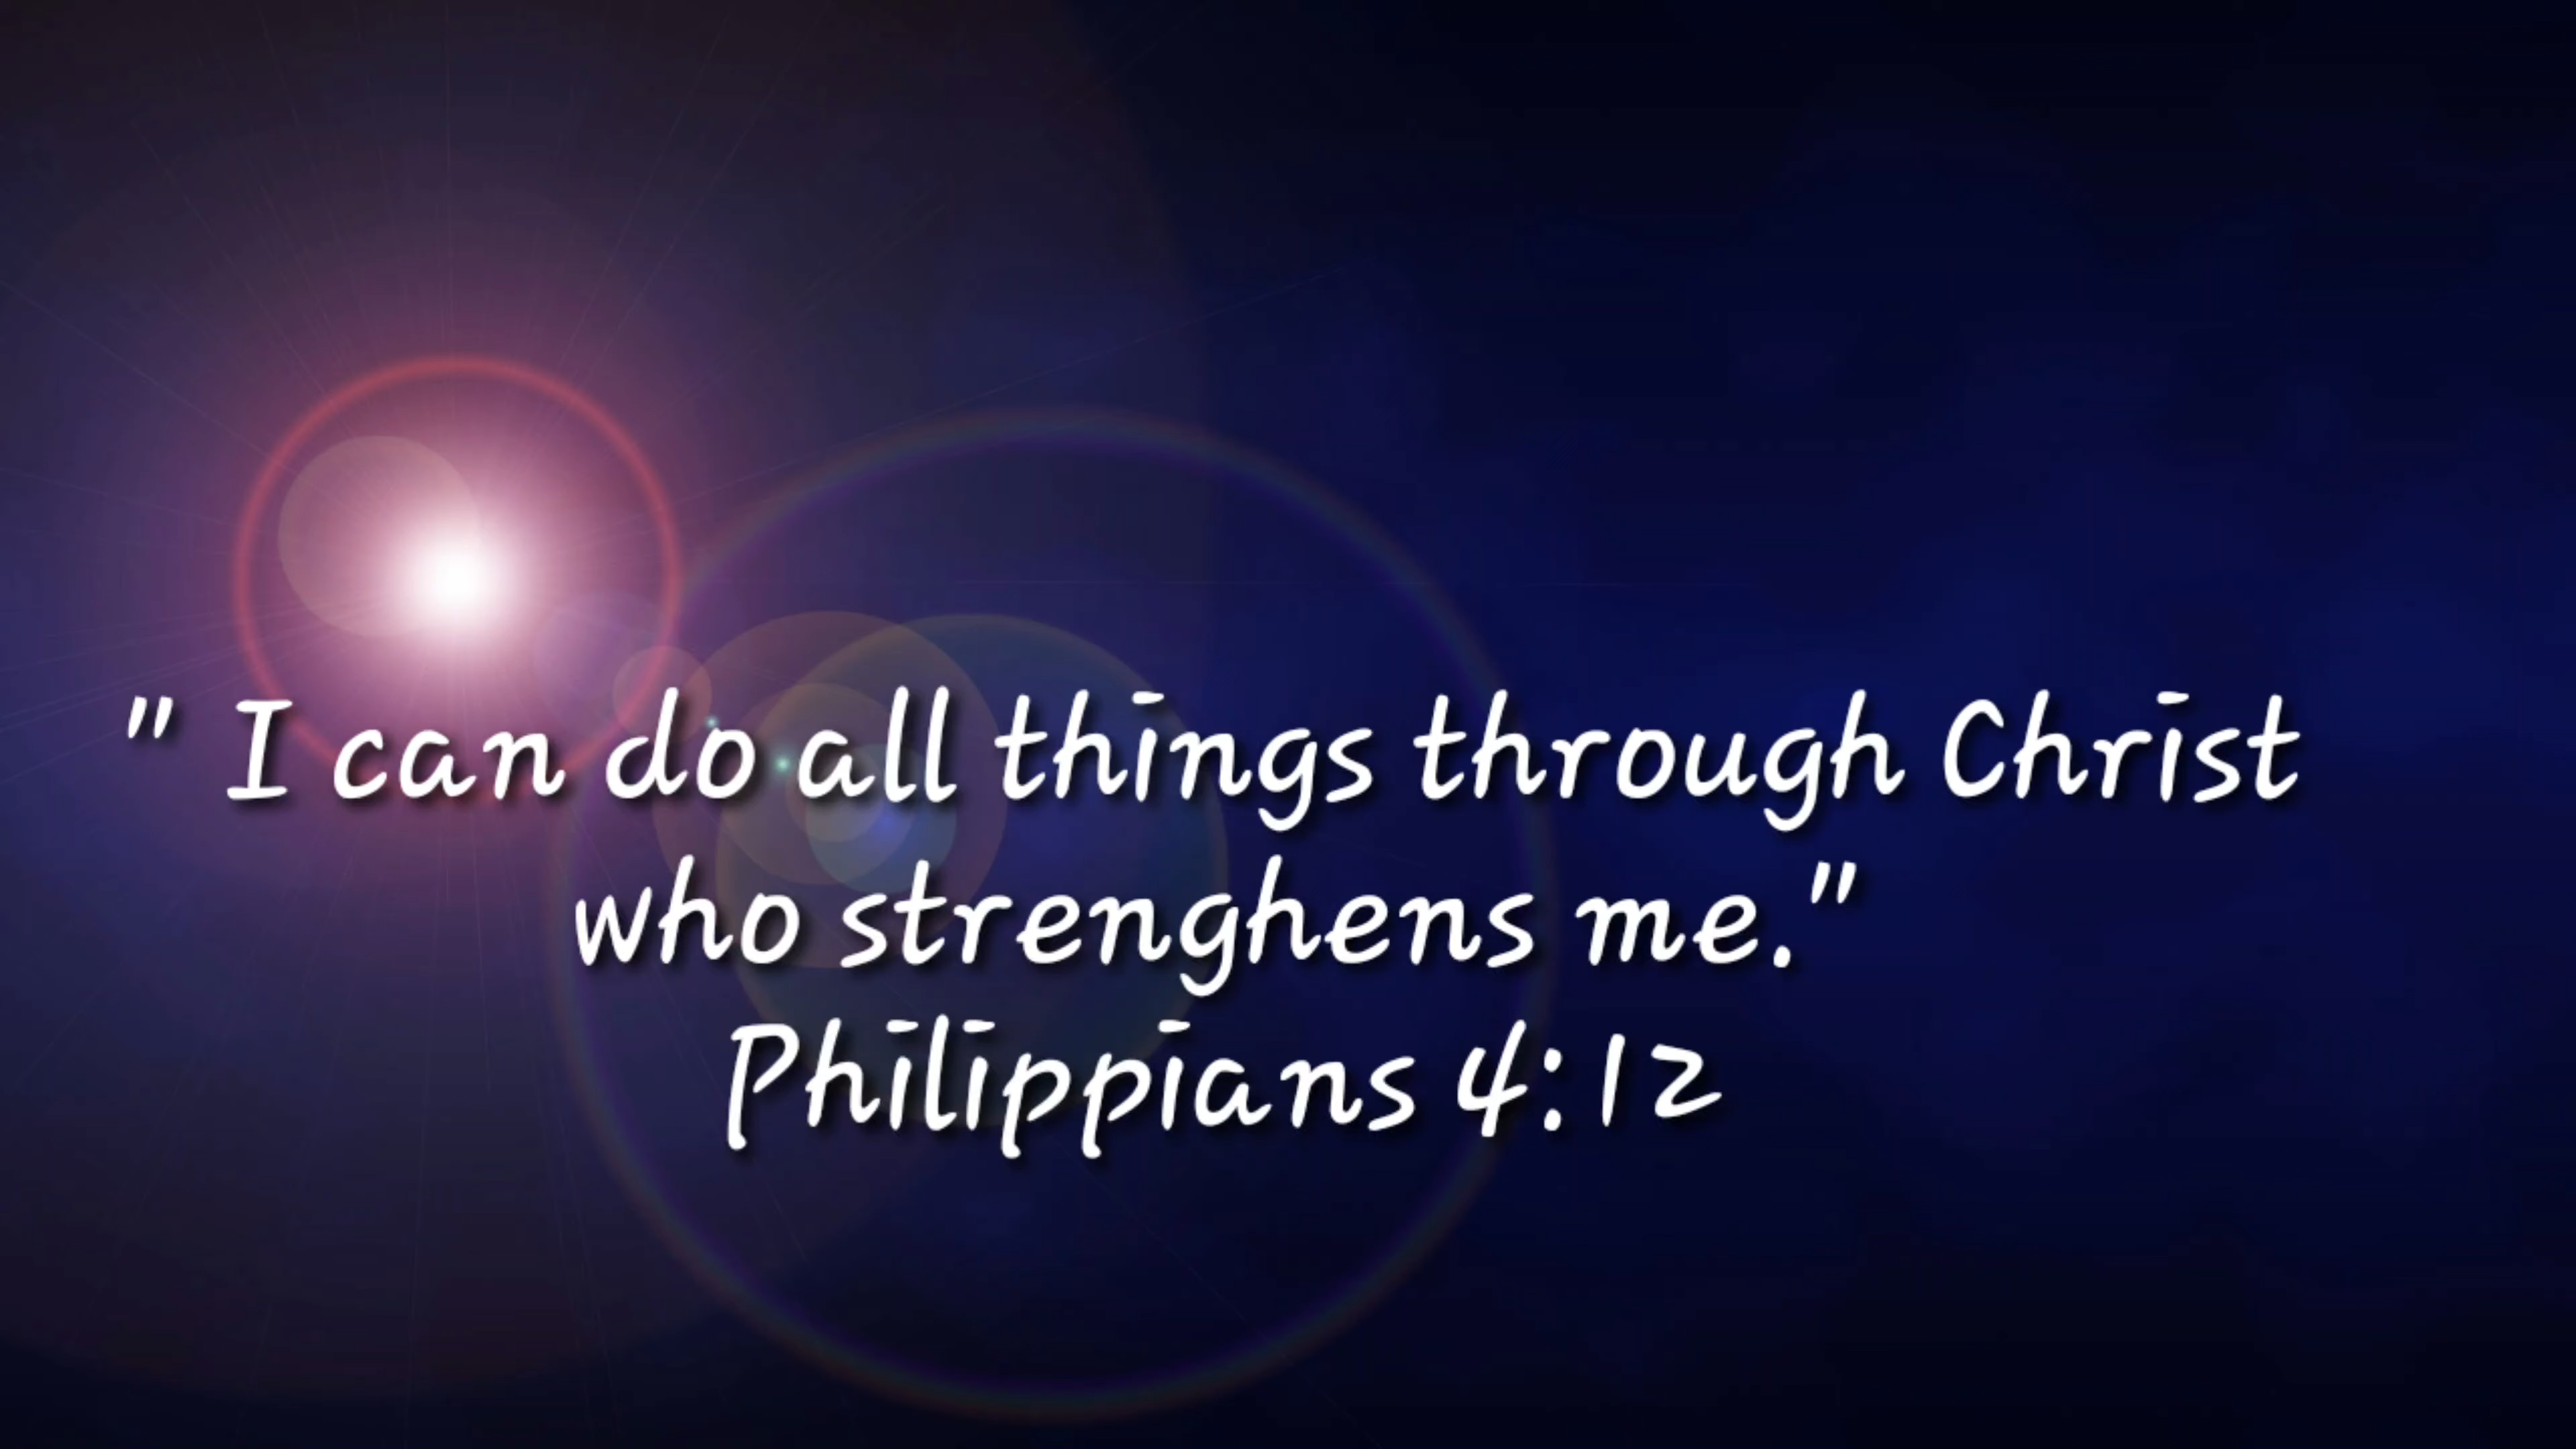 " I can do all things through Christ
who strenghens me."
Philippians 4:12